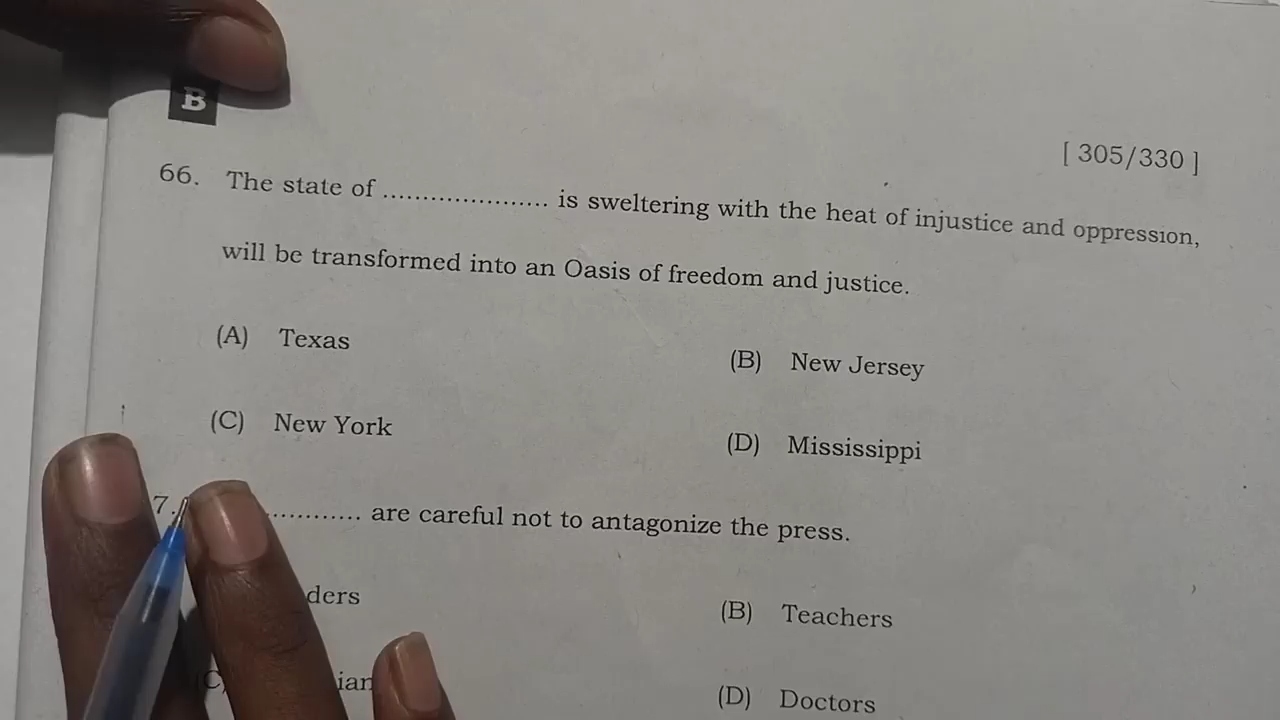 B
[ 305/330 ]
66. The state of ..................... is sweltering with the heat of injustice and oppression,
will be transformed into an Oasis of freedom and justice.
(A) Texas
(B) New Jersey
(C) New York
(D) Mississippi
7. ............ are careful not to antagonize the press.
ders
(B) Teachers
(C) ian
(D) Doctors